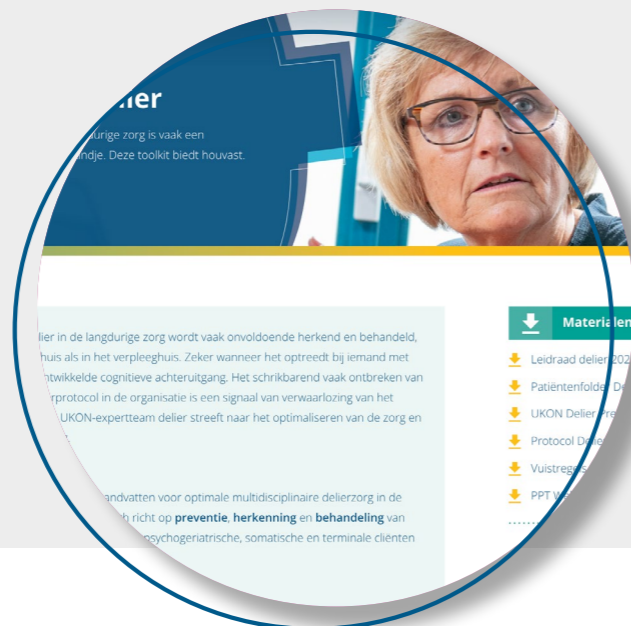 urige zorg is vaak een
ndje. Deze toolkit biedt houvast.
Materialen
lier in de langdurige zorg wordt vaak onvoldoende herkend en behandeld,
huis als in het verpleeghuis. Zeker wanneer het optreedt bij iemand met
ntwikkelde cognitieve achteruitgang. Het schrikbarend vaak ontbreken van
rprotocol in de organisatie is een signaal van verwaarlozing van het
UKON-expertteam delier streeft naar het optimaliseren van de zorg en
andvatten voor optimale multidisciplinaire delierzorg in de
h richt op preventie, herkenning en behandeling van
psychogeriatrische, somatische en terminale cliënten
Leidraad delier 202
Patiëntenfolder De
UKON Delier Pre
Protocol Delie
Vuistregels
PPT W